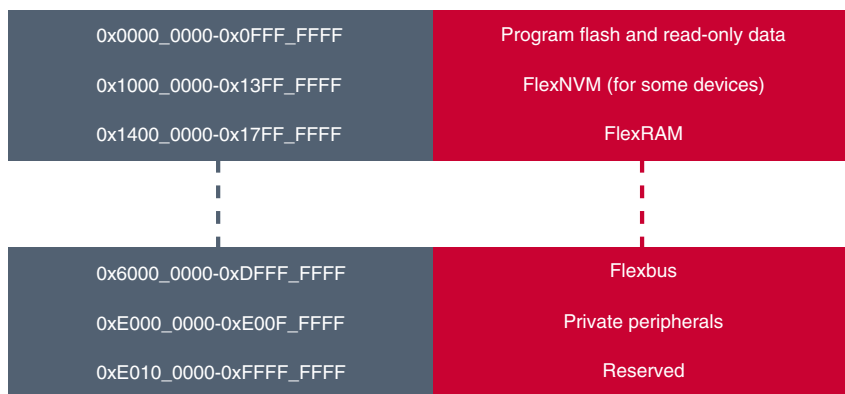 0x0000_0000-0x0FFF_FFFF Program flash and read-only data
0x1000_0000-0x13FF_FFFF FlexNVM (for some devices)
0x1400_0000-0x17FF_FFFF FlexRAM
0x6000_0000-0xDFFF_FFFF Flexbus
0xE000_0000-0xE00F_FFFF Private peripherals
0xE010_0000-0xFFFF_FFFF Reserved